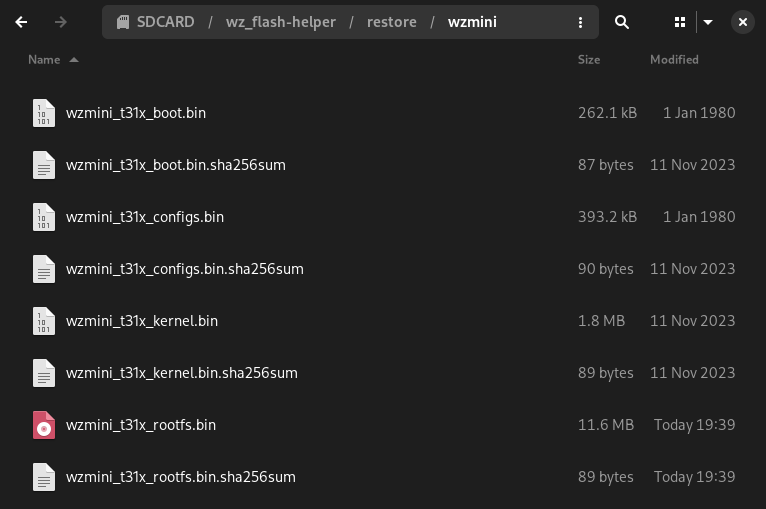 SDCARD / wz_flash-helper / restore / wzmini
Name Size Modified
wzmini_t31x_boot.bin 262.1 kB 1 Jan 1980
wzmini_t31x_boot.bin.sha256sum 87 bytes 11 Nov 2023
wzmini_t31x_configs.bin 393.2 kB 1 Jan 1980
wzmini_t31x_configs.bin.sha256sum 90 bytes 11 Nov 2023
wzmini_t31x_kernel.bin 1.8 MB 11 Nov 2023
wzmini_t31x_kernel.bin.sha256sum 89 bytes 11 Nov 2023
wzmini_t31x_rootfs.bin 11.6 MB Today 19:39
wzmini_t31x_rootfs.bin.sha256sum 89 bytes Today 19:39